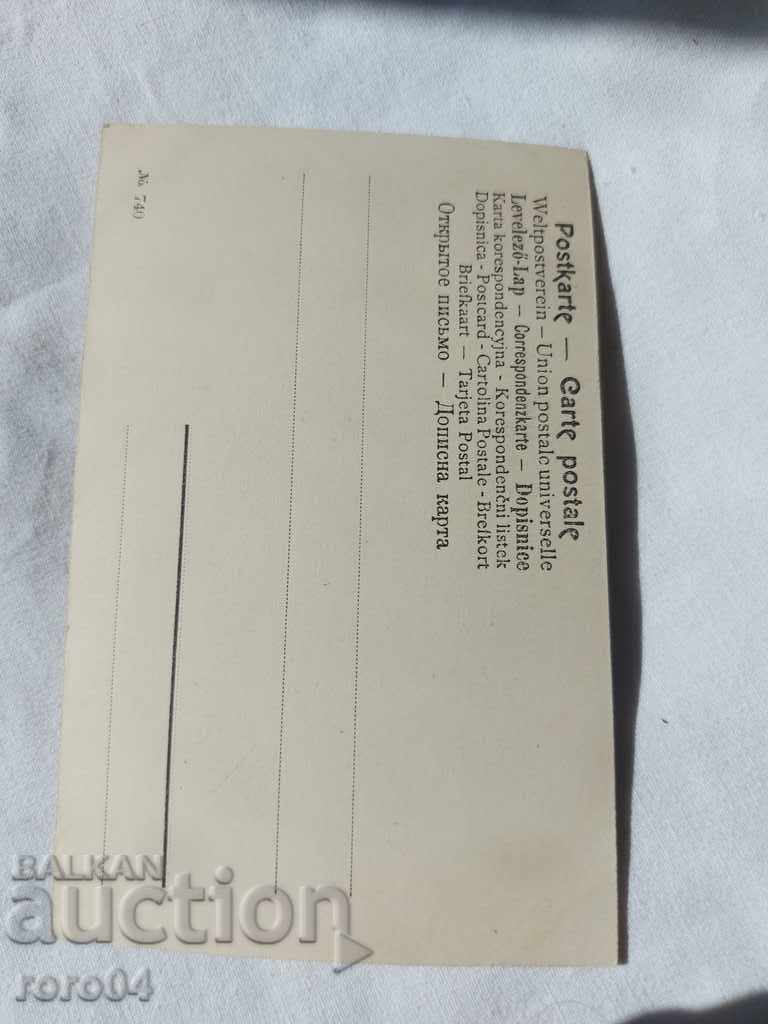 Postkarte — Carte postale
Weltpostverein – Union postale universelle
Levelező-Lap – Correspondenzkarte – Dopisnice
Karta korespondencyjna - Korespondenční listek
Dopisnica - Postcard - Cartolina Postale - Brefkort
Briefkaart — Tarjeta Postal
Открытое письмо — Дописна карта
№ 740
BALKAN
auction
roro04